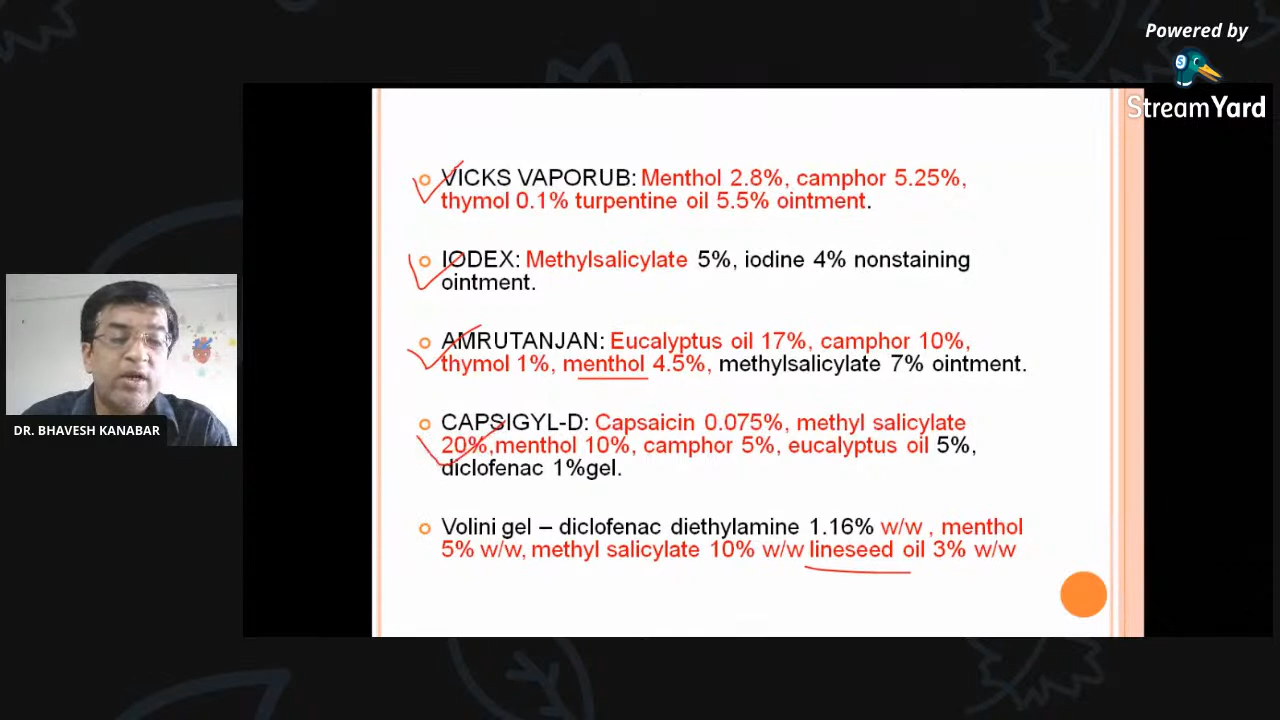 Powered by
StreamYard
VICKS VAPORUB: Menthol 2.8%, camphor 5.25%,
thymol 0.1% turpentine oil 5.5% ointment.
IODEX: Methylsalicylate 5%, iodine 4% nonstaining
ointment.
AMRUTANJAN: Eucalyptus oil 17%, camphor 10%,
thymol 1%, menthol 4.5%, methylsalicylate 7% ointment.
CAPSIGYL-D: Capsaicin 0.075%, methyl salicylate
20%,menthol 10%, camphor 5%, eucalyptus oil 5%,
diclofenac 1%gel.
Volini gel – diclofenac diethylamine 1.16% w/w , menthol
5% w/w, methyl salicylate 10% w/w lineseed oil 3% w/w
DR. BHAVESH KANABAR